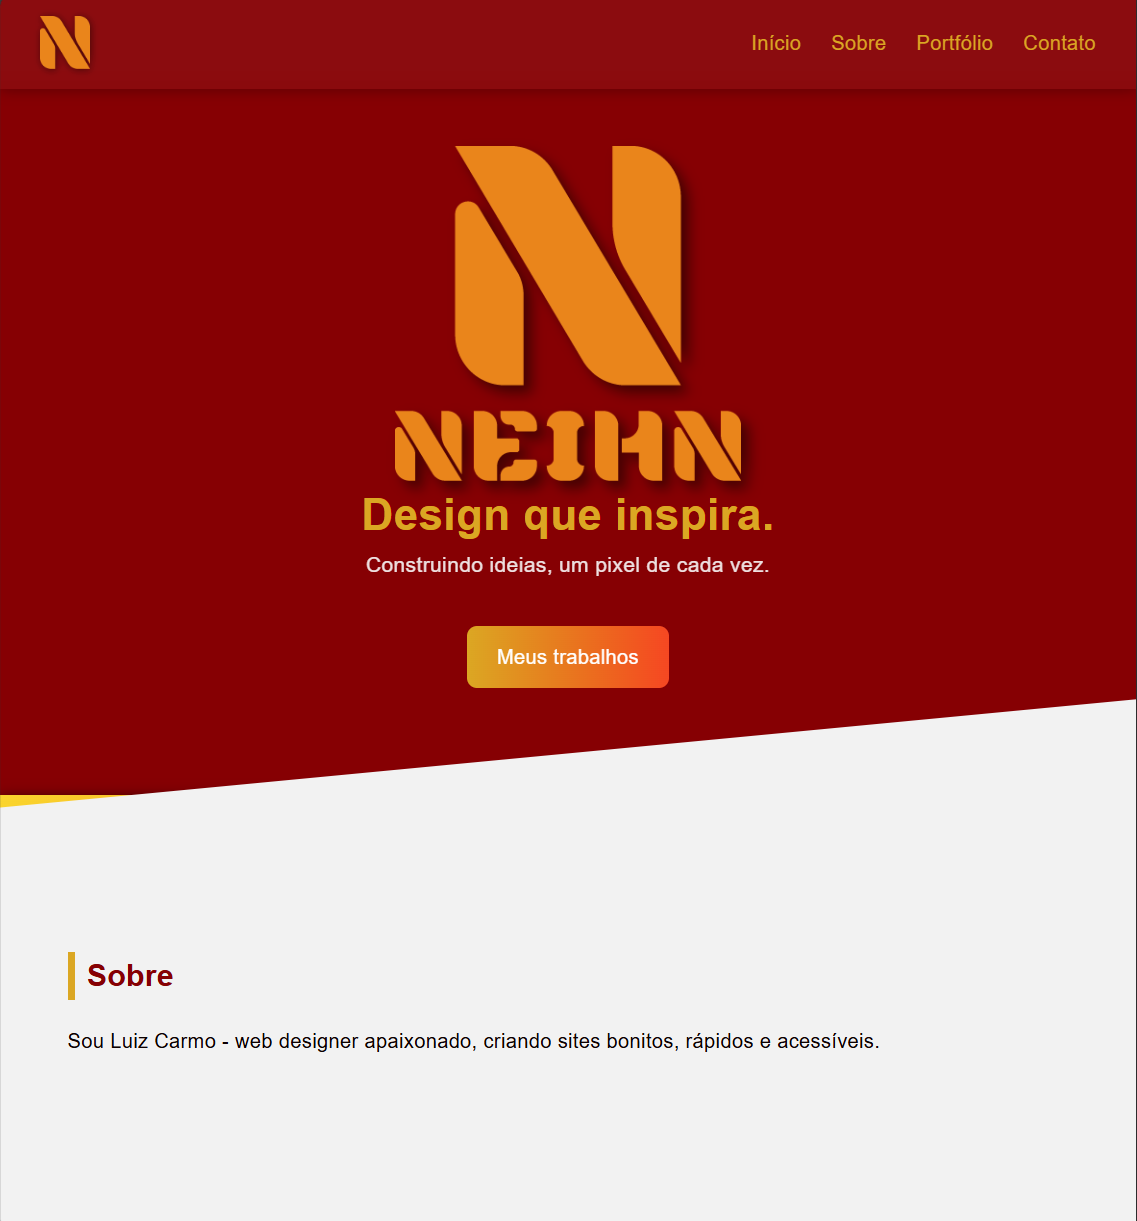 N
Início Sobre Portfólio Contato
N
NEIHN
Design que inspira.
Construindo ideias, um pixel de cada vez.
Meus trabalhos
Sobre
Sou Luiz Carmo - web designer apaixonado, criando sites bonitos, rápidos e acessíveis.